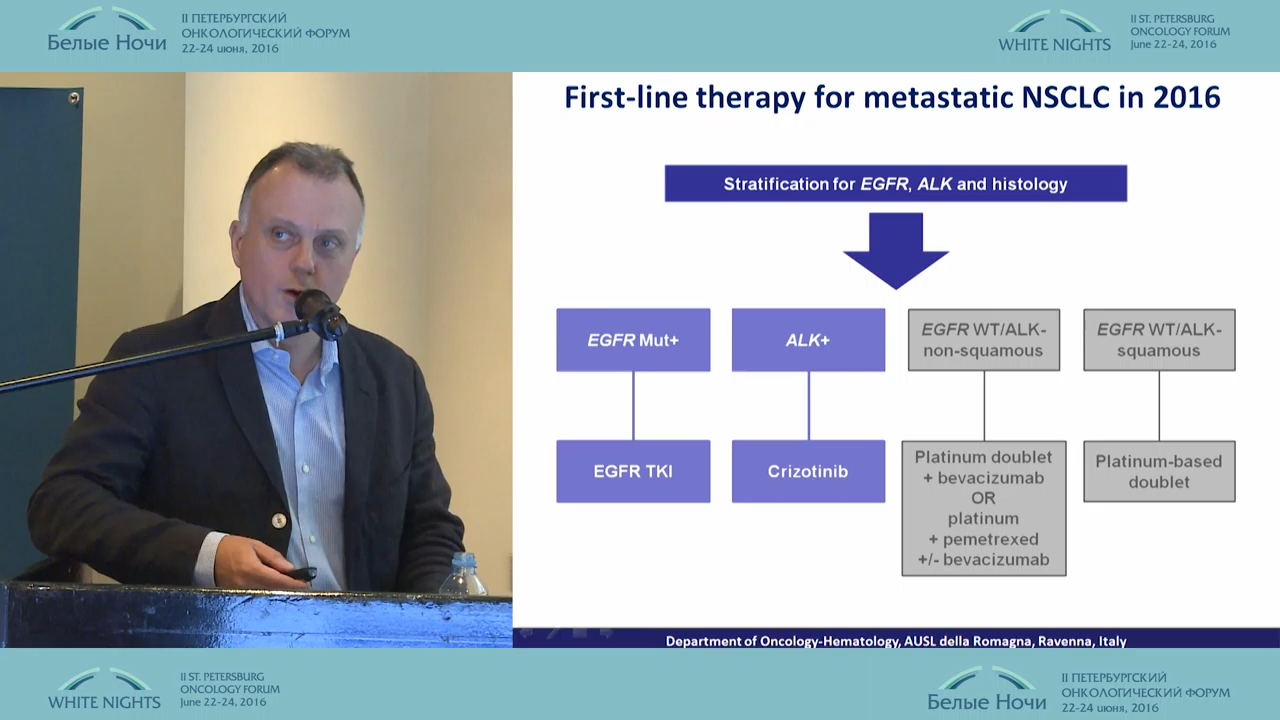 Белые Ночи
II ПЕТЕРБУРГСКИЙ
ОНКОЛОГИЧЕСКИЙ ФОРУМ
22-24 июня, 2016
WHITE NIGHTS
II ST. PETERSBURG
ONCOLOGY FORUM
June 22-24, 2016
First-line therapy for metastatic NSCLC in 2016
Stratification for EGFR, ALK and histology
EGFR Mut+
ALK+
EGFR WT/ALK-
non-squamous
EGFR WT/ALK-
squamous
EGFR TKI
Crizotinib
Platinum doublet
+ bevacizumab
OR
platinum
+ pemetrexed
+/- bevacizumab
Platinum-based
doublet
Department of Oncology-Hematology, AUSL della Romagna, Ravenna, Italy
WHITE NIGHTS
II ST. PETERSBURG
ONCOLOGY FORUM
June 22-24, 2016
Белые Ночи
II ПЕТЕРБУРГСКИЙ
ОНКОЛОГИЧЕСКИЙ ФОРУМ
22-24 июня, 2016